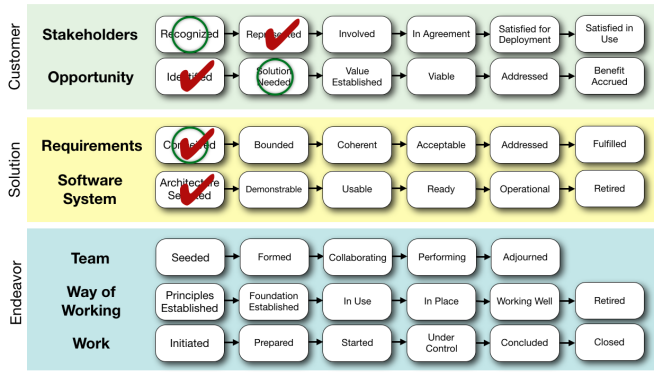 Customer
Stakeholders
Recognized
Represented
Involved
In Agreement
Satisfied for
Deployment
Satisfied in
Use
Opportunity
Identified
Solution
Needed
Value
Established
Viable
Addressed
Benefit
Accrued
Solution
Requirements
Conceived
Bounded
Coherent
Acceptable
Addressed
Fulfilled
Software
System
Architecture
Selected
Demonstrable
Usable
Ready
Operational
Retired
Endeavor
Team
Seeded
Formed
Collaborating
Performing
Adjourned
Way of
Working
Principles
Established
Foundation
Established
In Use
In Place
Working Well
Retired
Work
Initiated
Prepared
Started
Under
Control
Concluded
Closed